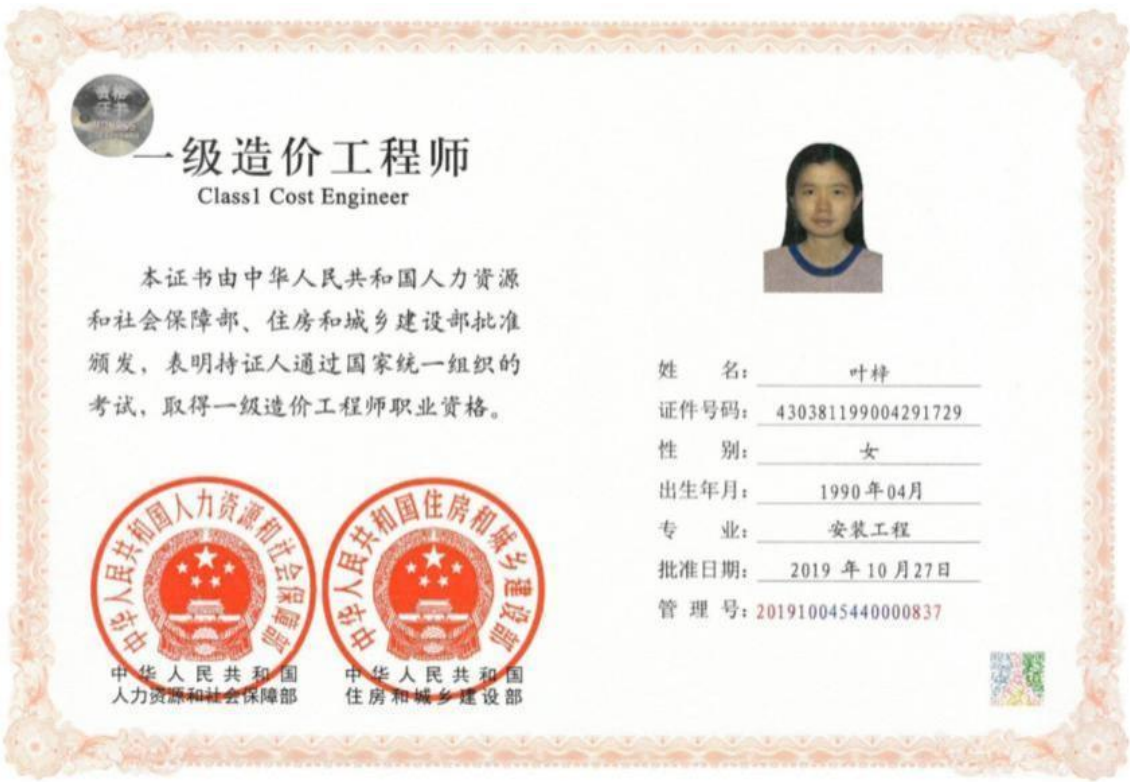 一级造价工程师
Class1 Cost Engineer
本证书由中华人民共和国人力资源
和社会保障部、住房和城乡建设部批准
颁发，表明持证人通过国家统一组织的
考试，取得一级造价工程师职业资格。
中华人民共和国人力资源和社会保障部
中华人民共和国住房和城乡建设部
中华人民共和国
人力资源和社会保障部
中华人民共和国
住房和城乡建设部
姓 名： 叶梓
证件号码： 430381199004291729
性 别： 女
出生年月： 1990年04月
专 业： 安装工程
批准日期： 2019 年 10 月27日
管 理 号：201910045440000837